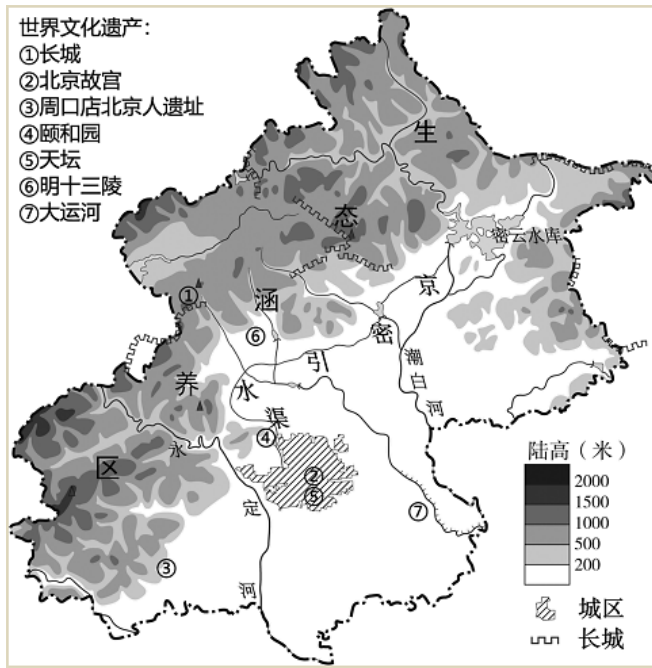 世界文化遗产：
①长城
②北京故宫
③周口店北京人遗址
④颐和园
⑤天坛
⑥明十三陵
⑦大运河
生
态
涵
养
区
密云水库
京
密
引
水
渠
潮
白
河
永
定
河
①
⑥
④
②
⑤
⑦
③
陆高（米）
2000
1500
1000
500
200
城区
长城